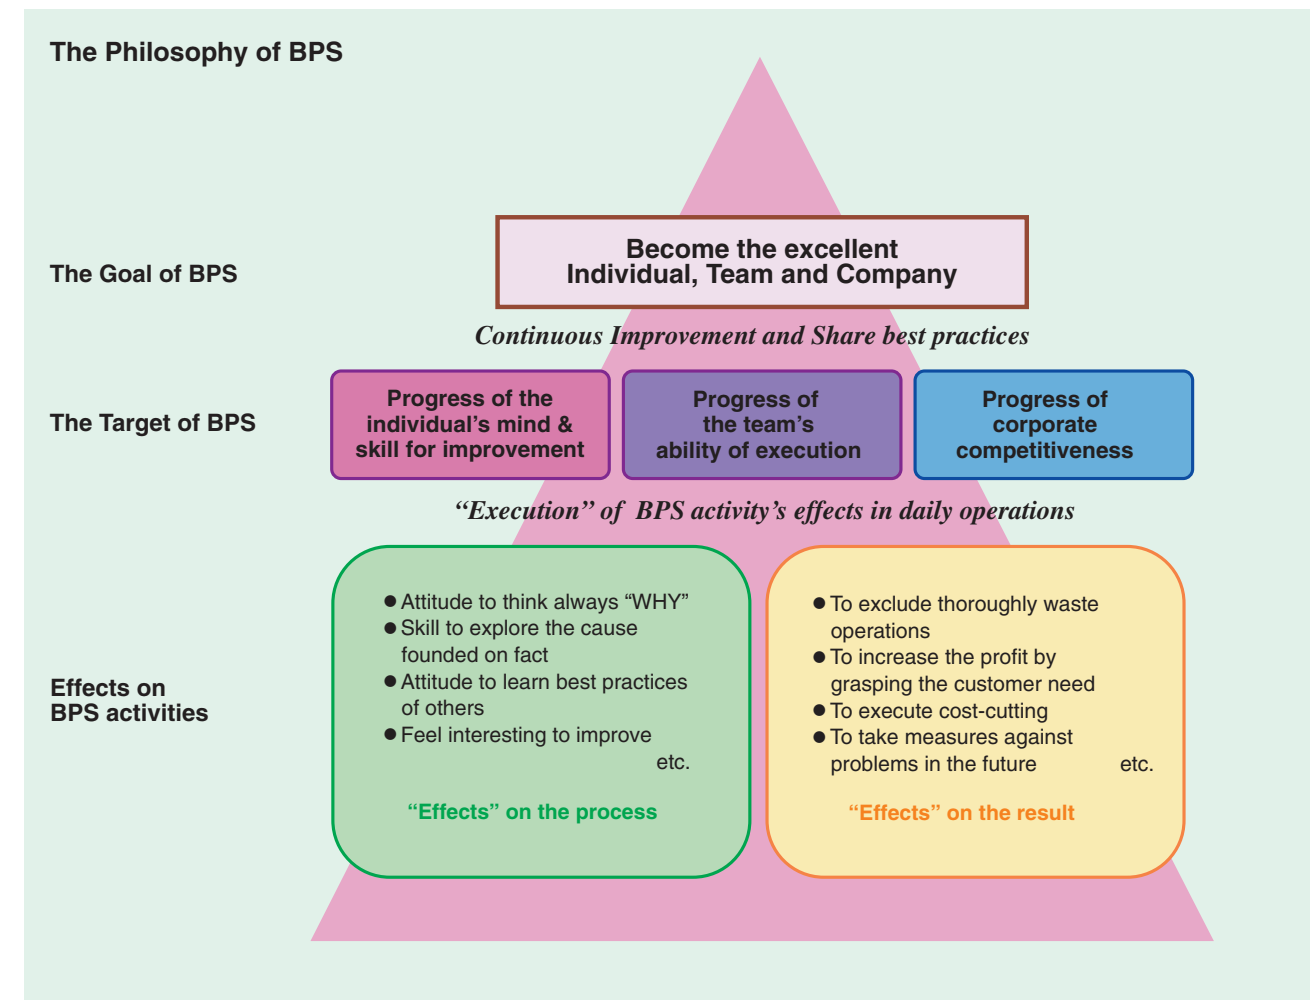 The Philosophy of BPS
The Goal of BPS
Become the excellent
Individual, Team and Company
Continuous Improvement and Share best practices
The Target of BPS
Progress of the
individual's mind &
skill for improvement
Progress of
the team's
ability of execution
Progress of
corporate
competitiveness
“Execution” of BPS activity's effects in daily operations
Effects on
BPS activities
● Attitude to think always “WHY”
● Skill to explore the cause
founded on fact
● Attitude to learn best practices
of others
● Feel interesting to improve
etc.
“Effects” on the process
● To exclude thoroughly waste
operations
● To increase the profit by
grasping the customer need
● To execute cost-cutting
● To take measures against
problems in the future etc.
“Effects” on the result